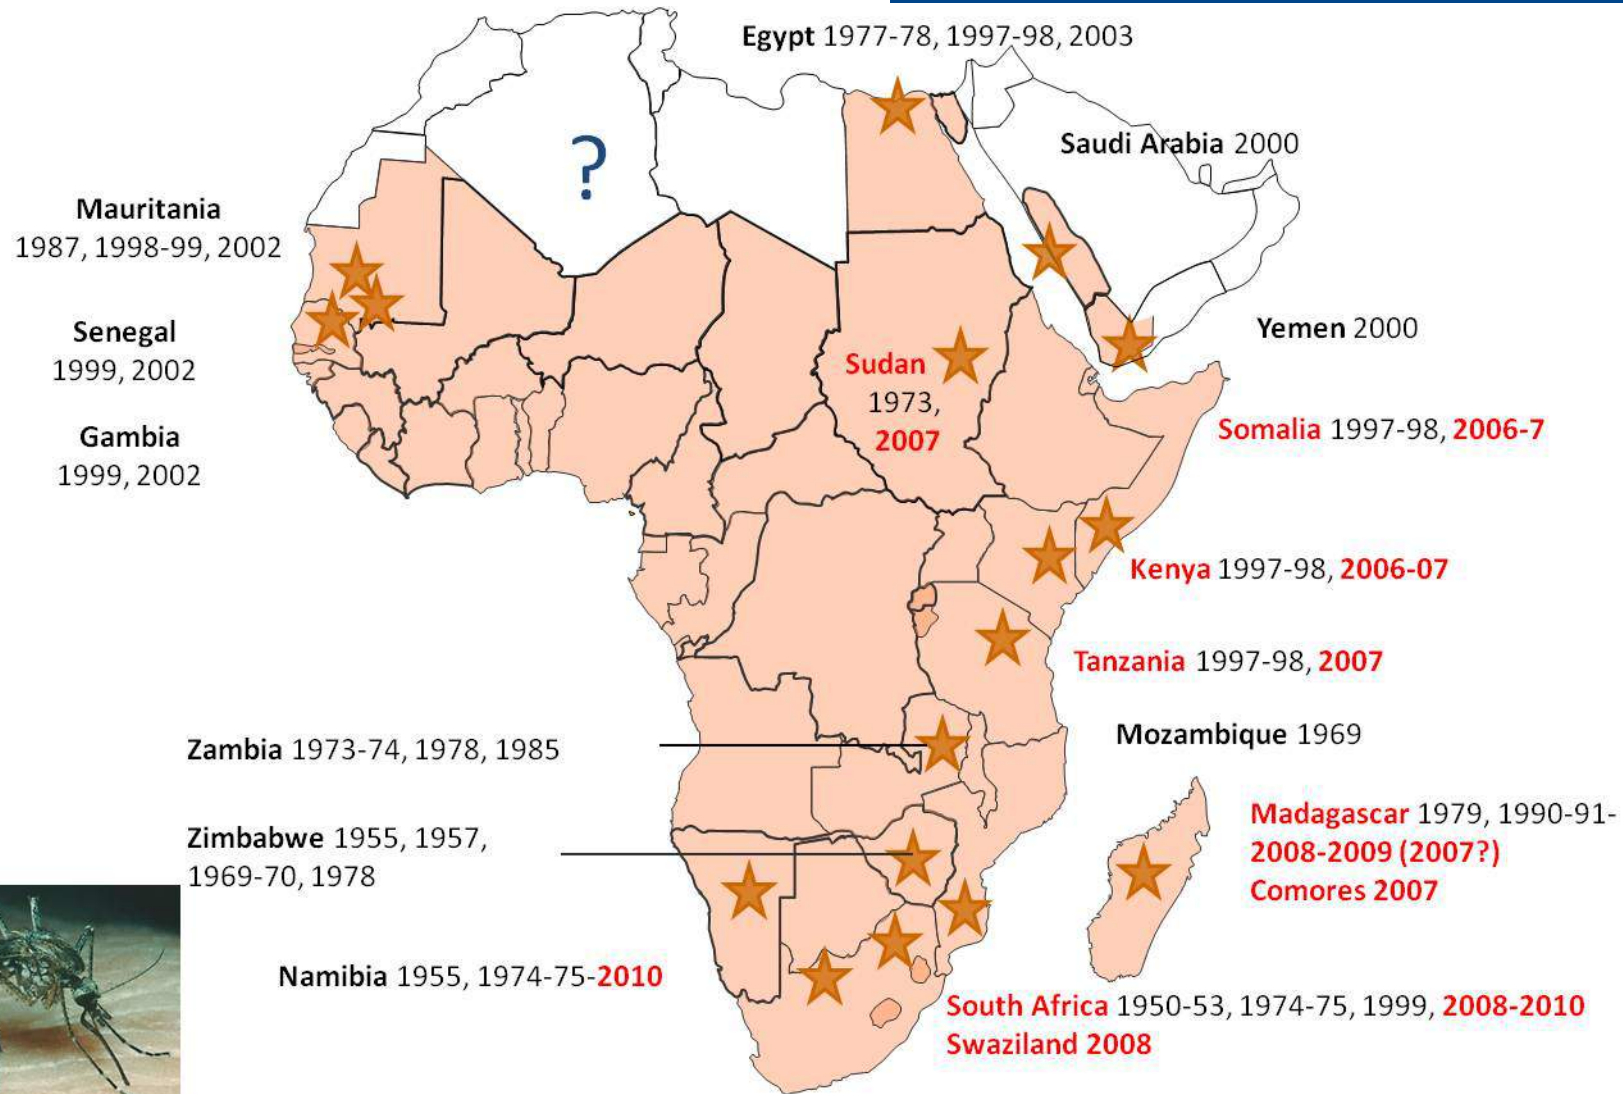 Egypt 1977-78, 1997-98, 2003
?
Saudi Arabia 2000
Mauritania
1987, 1998-99, 2002
Senegal
1999, 2002
Gambia
1999, 2002
Yemen 2000
Sudan
1973,
2007
Somalia 1997-98, 2006-7
Kenya 1997-98, 2006-07
Tanzania 1997-98, 2007
Zambia 1973-74, 1978, 1985
Mozambique 1969
Zimbabwe 1955, 1957,
1969-70, 1978
Madagascar 1979, 1990-91-
2008-2009 (2007?)
Comores 2007
Namibia 1955, 1974-75-2010
South Africa 1950-53, 1974-75, 1999, 2008-2010
Swaziland 2008